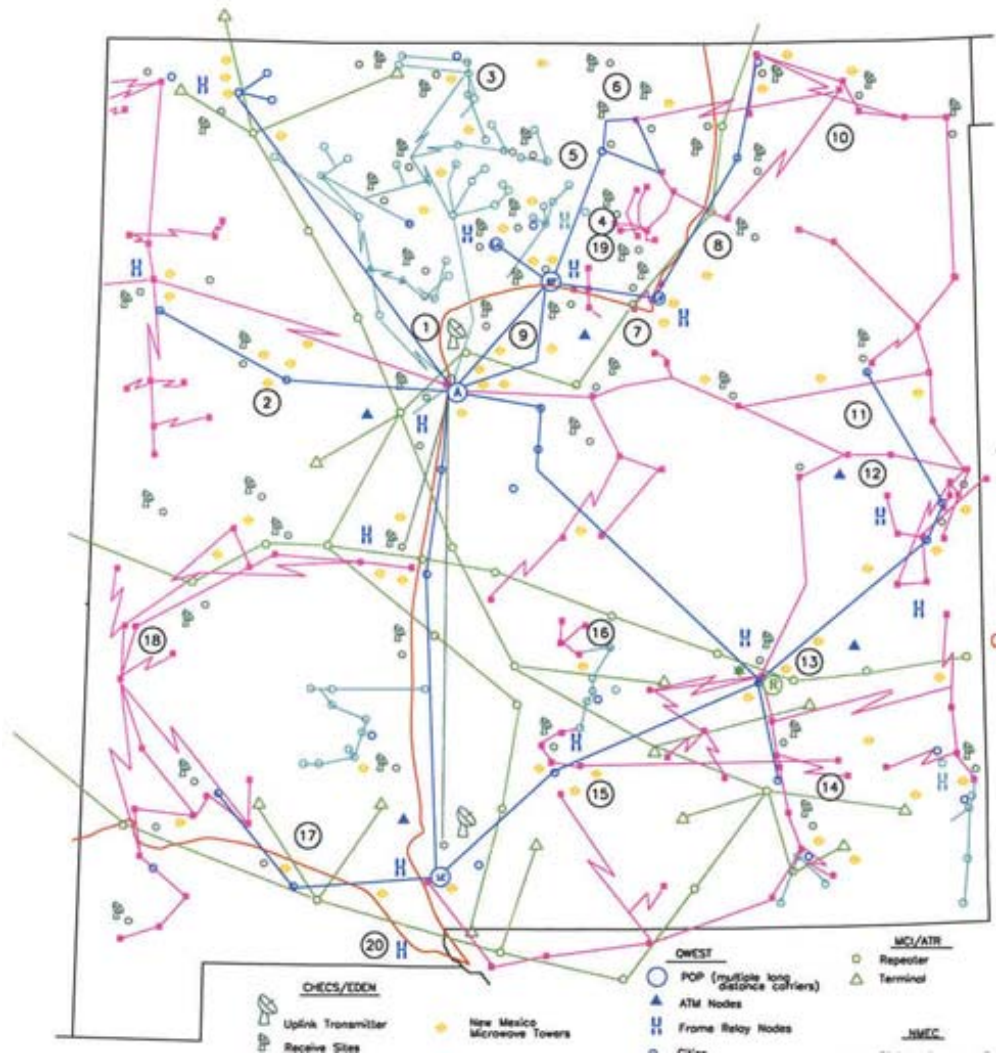 3
6
10
5
4
19
8
1
9
7
2
A
11
12
18
16
13
R
15
14
17
20
CHECS/EDEN
Uplink Transmitter
Receive Sites
New Mexico
Microwave Towers
QWEST
POP (multiple long
distance carriers)
ATM Nodes
Frame Relay Nodes
Cities
MCI/ATR
Repeater
Terminal
NMEC